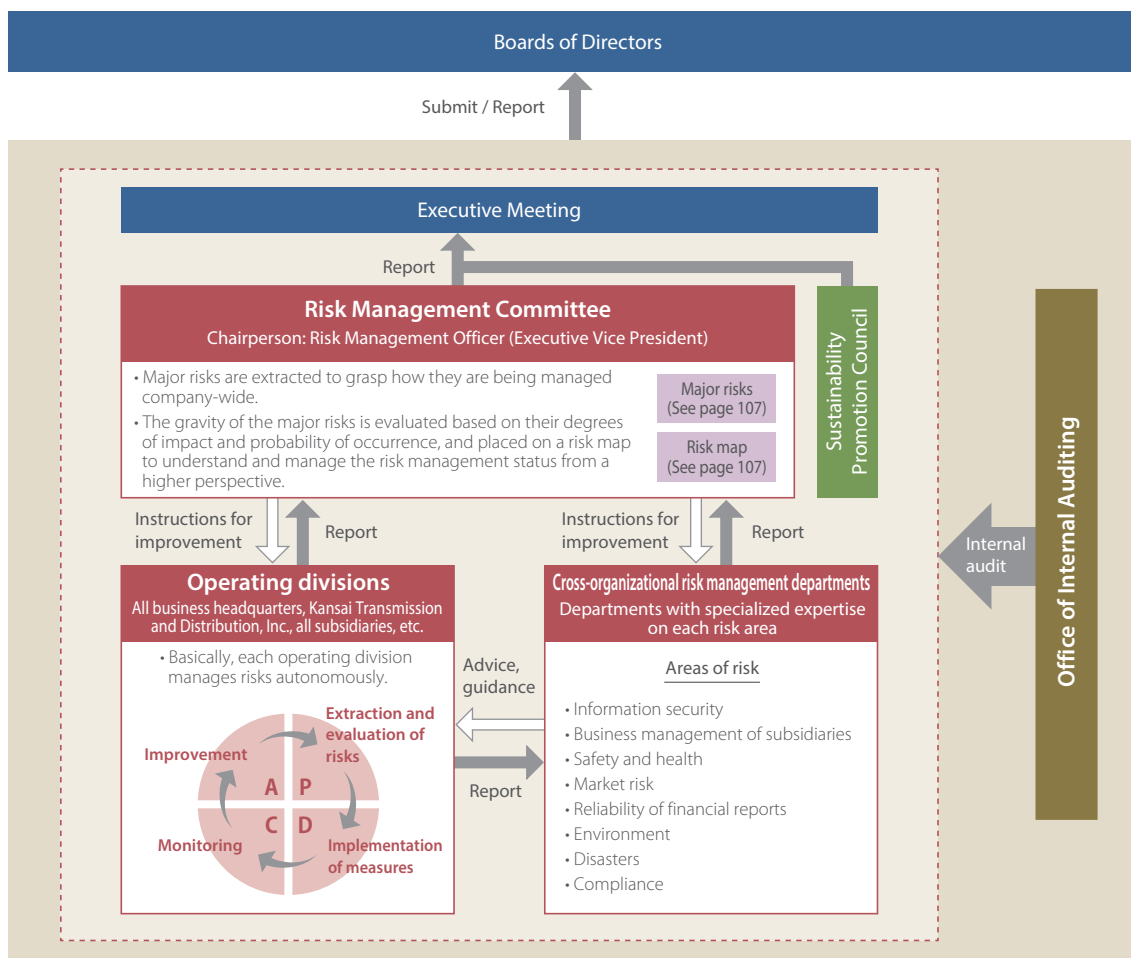 Boards of Directors
Submit / Report
Executive Meeting
Report
Risk Management Committee
Chairperson: Risk Management Officer (Executive Vice President)
• Major risks are extracted to grasp how they are being managed
company-wide.
• The gravity of the major risks is evaluated based on their degrees
of impact and probability of occurrence, and placed on a risk map
to understand and manage the risk management status from a
higher perspective.
Major risks
(See page 107)
Risk map
(See page 107)
Sustainability
Promotion Council
Instructions for
improvement
Report
Instructions for
improvement
Report
Internal
audit
Office of Internal Auditing
Operating divisions
All business headquarters, Kansai Transmission
and Distribution, Inc., all subsidiaries, etc.
• Basically, each operating division
manages risks autonomously.
Extraction and
evaluation of
risks
Improvement
A P
C D
Monitoring
Implementation
of measures
Advice,
guidance
Report
Cross-organizational risk management departments
Departments with specialized expertise
on each risk area
Areas of risk
• Information security
• Business management of subsidiaries
• Safety and health
• Market risk
• Reliability of financial reports
• Environment
• Disasters
• Compliance